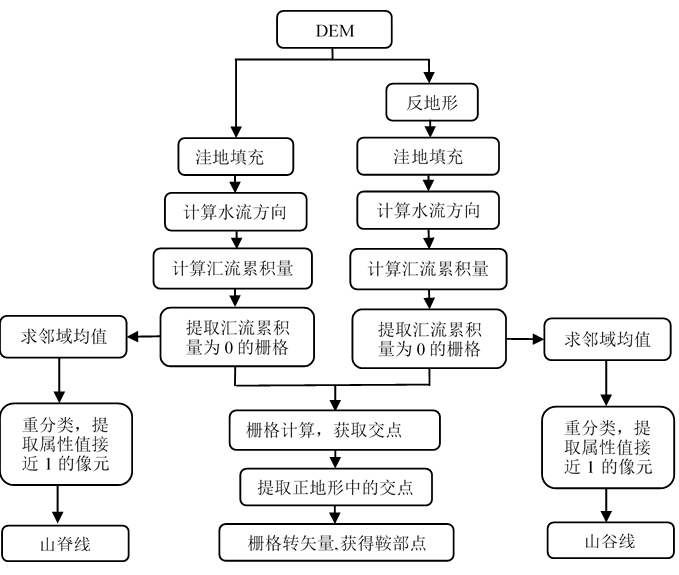 DEM
反地形
洼地填充
洼地填充
计算水流方向
计算水流方向
计算汇流累积量
计算汇流累积量
求邻域均值
提取汇流累积
量为0的栅格
提取汇流累积
量为0的栅格
求邻域均值
重分类，提
取属性值接
近1的像元
栅格计算，获取交点
重分类，提
取属性值接
近1的像元
提取正地形中的交点
山脊线
栅格转矢量,获得鞍部点
山谷线